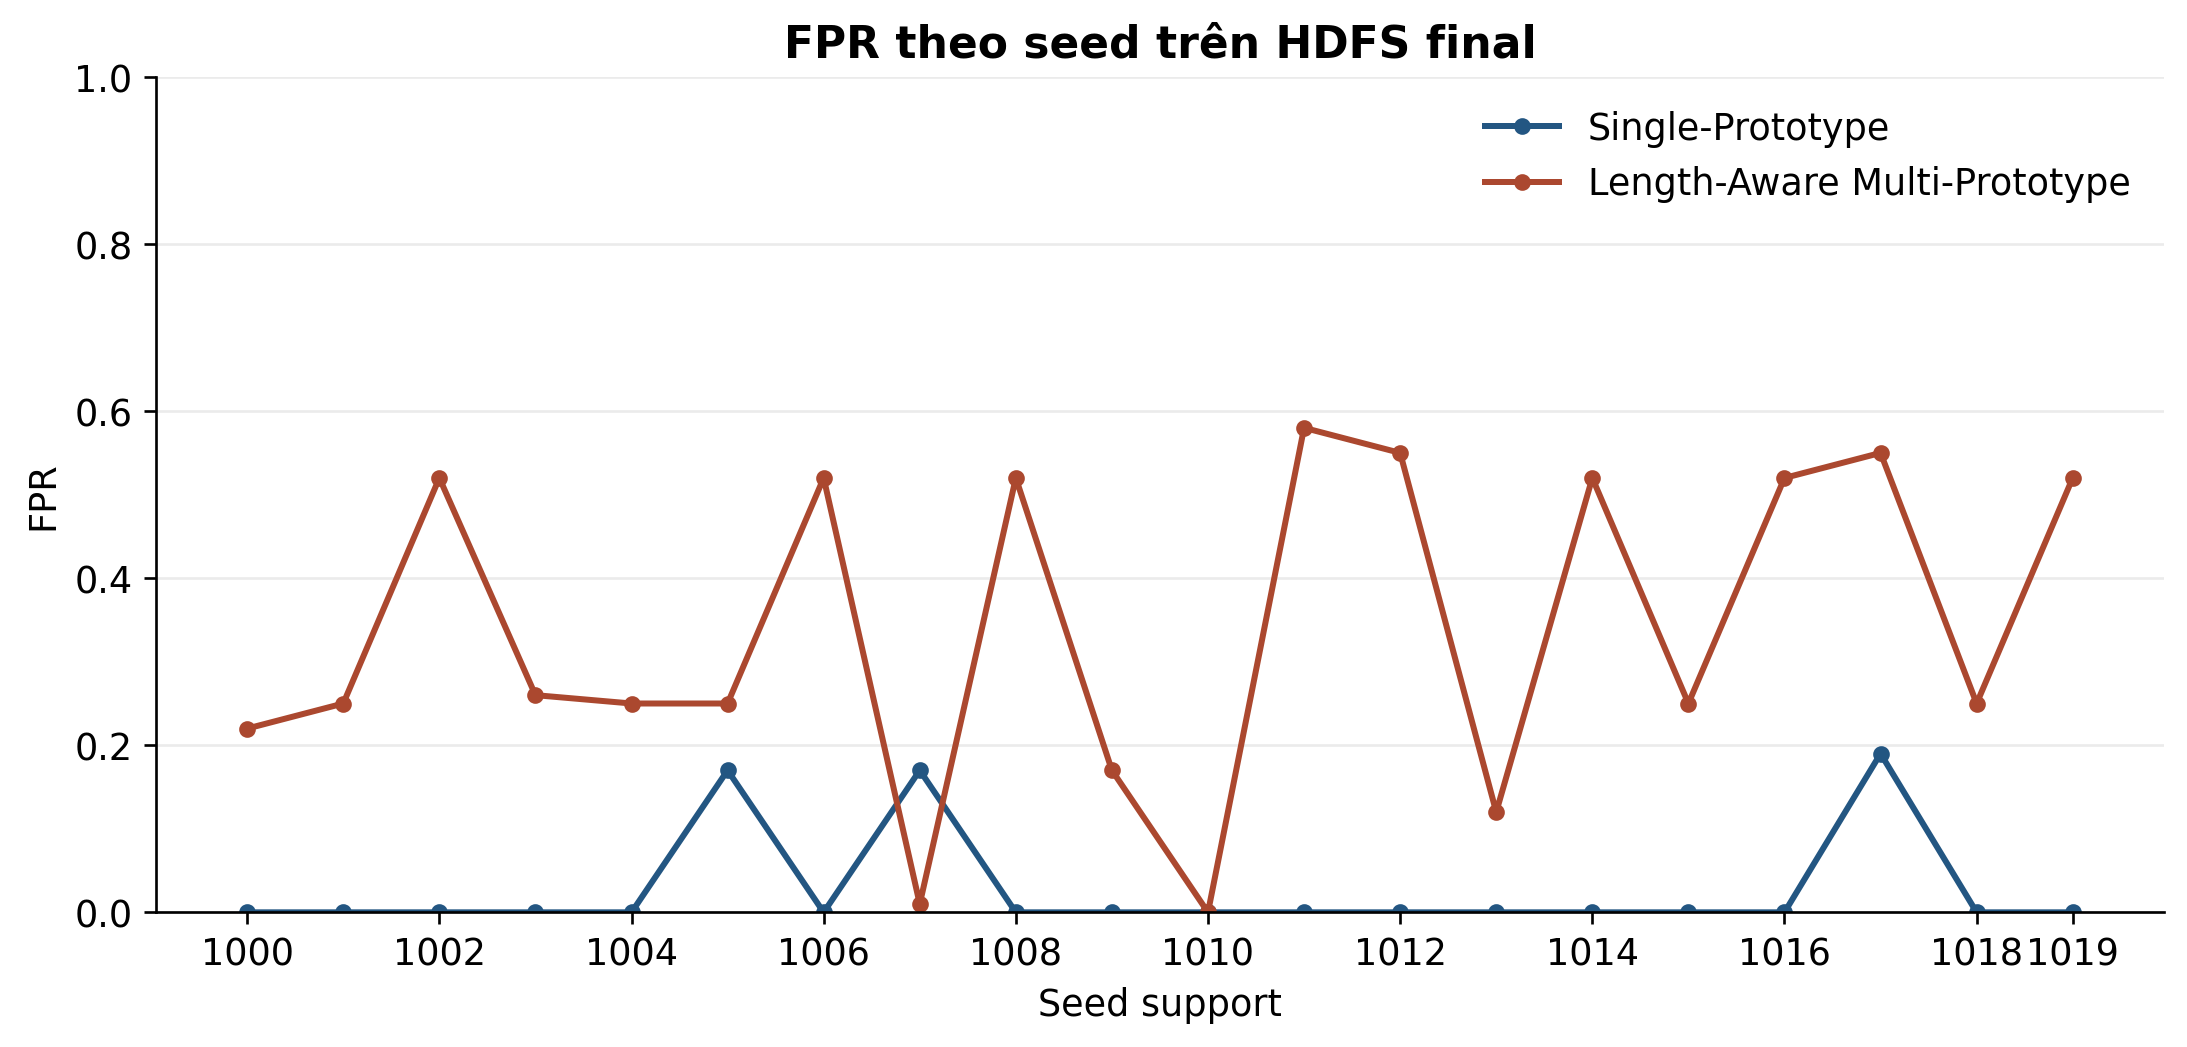 FPR theo seed trên HDFS final
1.0
0.8
0.6
0.4
0.2
0.0
FPR
Single-Prototype
Length-Aware Multi-Prototype
1000 1002 1004 1006 1008 1010 1012 1014 1016 1018 1019
Seed support